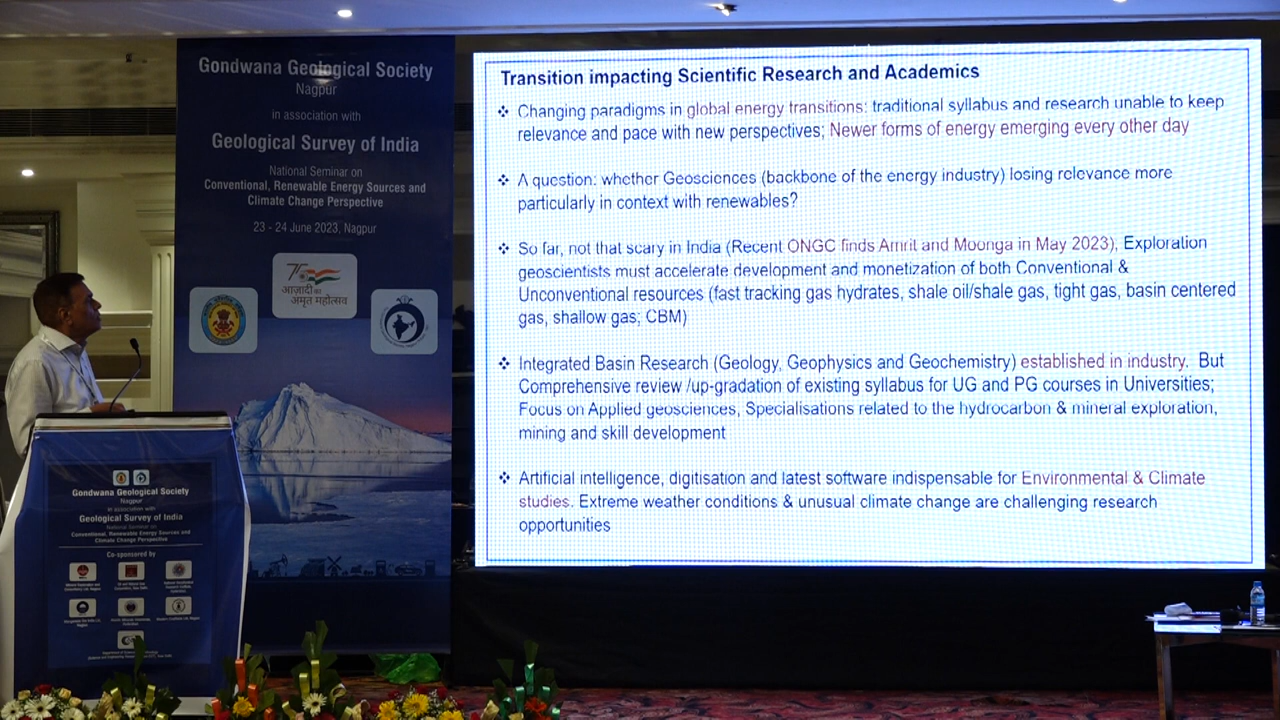 Gondwana Geological Society
Nagpur
in association with
Geological Survey of India
National Seminar on
Conventional, Renewable Energy Sources and
Climate Change Perspective
23 - 24 June 2023, Nagpur
आज़ादी का
अमृत महोत्सव
Transition impacting Scientific Research and Academics
❖ Changing paradigms in global energy transitions: traditional syllabus and research unable to keep
relevance and pace with new perspectives; Newer forms of energy emerging every other day
❖ A question: whether Geosciences (backbone of the energy industry) losing relevance more
particularly in context with renewables?
❖ So far, not that scary in India (Recent ONGC finds Amrit and Moonga in May 2023), Exploration
geoscientists must accelerate development and monetization of both Conventional &
Unconventional resources (fast tracking gas hydrates, shale oil/shale gas, tight gas, basin centered
gas, shallow gas; CBM)
❖ Integrated Basin Research (Geology, Geophysics and Geochemistry) established in industry. But
Comprehensive review /up-gradation of existing syllabus for UG and PG courses in Universities;
Focus on Applied geosciences, Specialisations related to the hydrocarbon & mineral exploration,
mining and skill development
❖ Artificial intelligence, digitisation and latest software indispensable for Environmental & Climate
studies. Extreme weather conditions & unusual climate change are challenging research
opportunities
Gondwana Geological Society
Nagpur
in association with
Geological Survey of India
National Seminar on
Conventional, Renewable Energy Sources and
Climate Change Perspective
Co-sponsored by